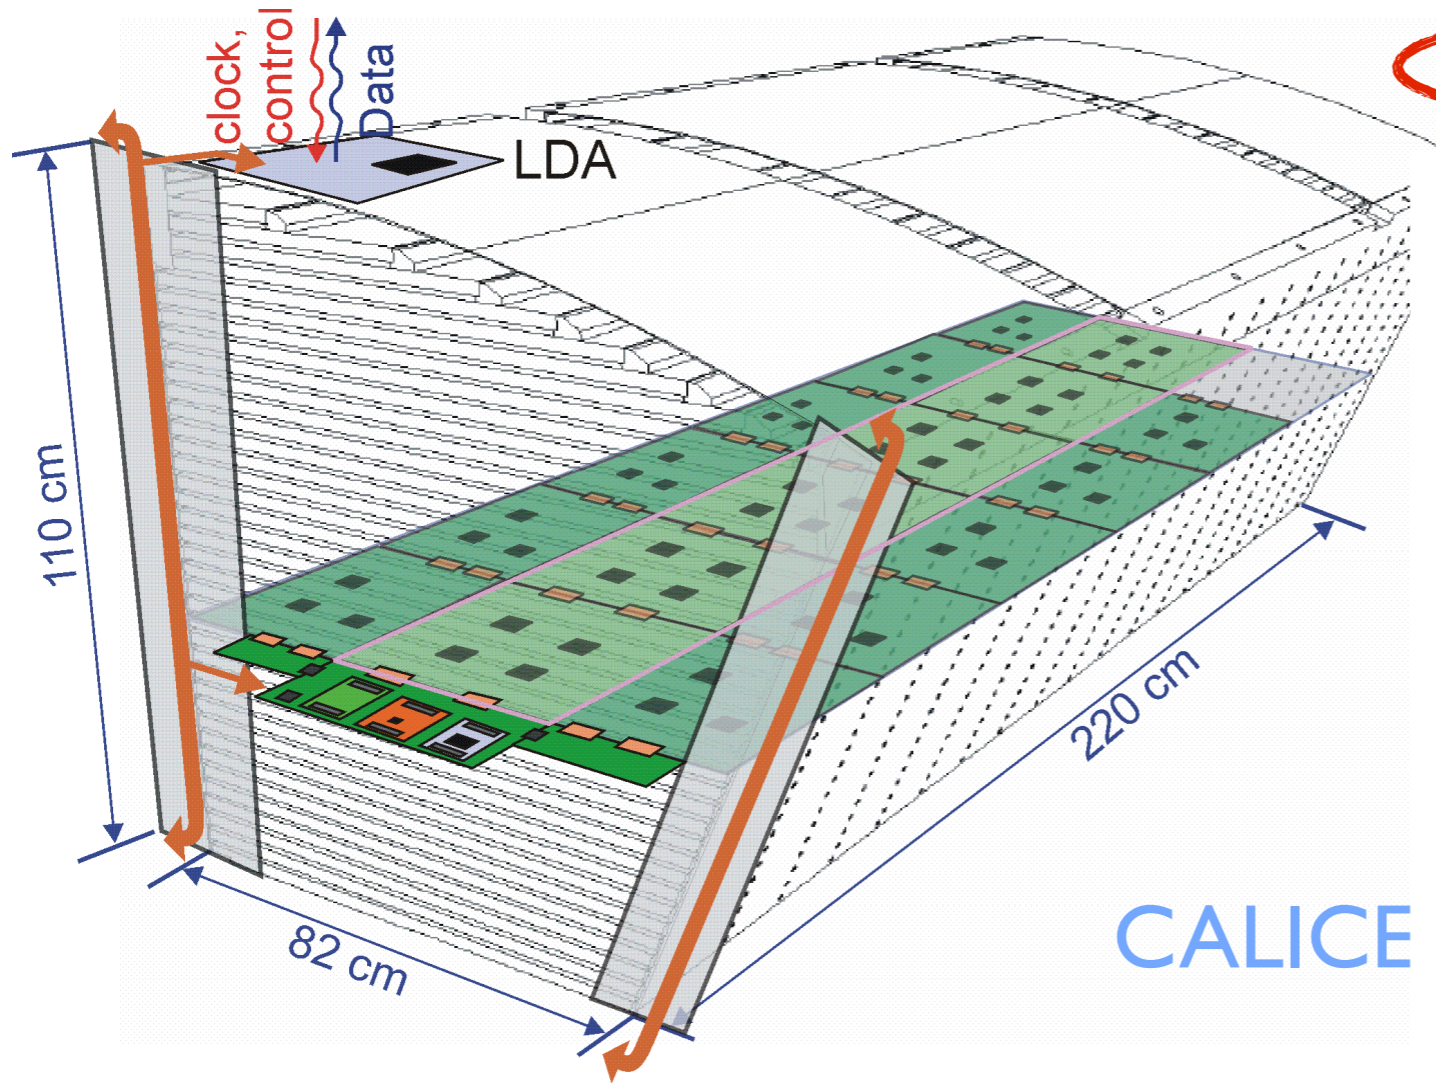 clock,
control
Data
LDA
110 cm
220 cm
82 cm
CALICE